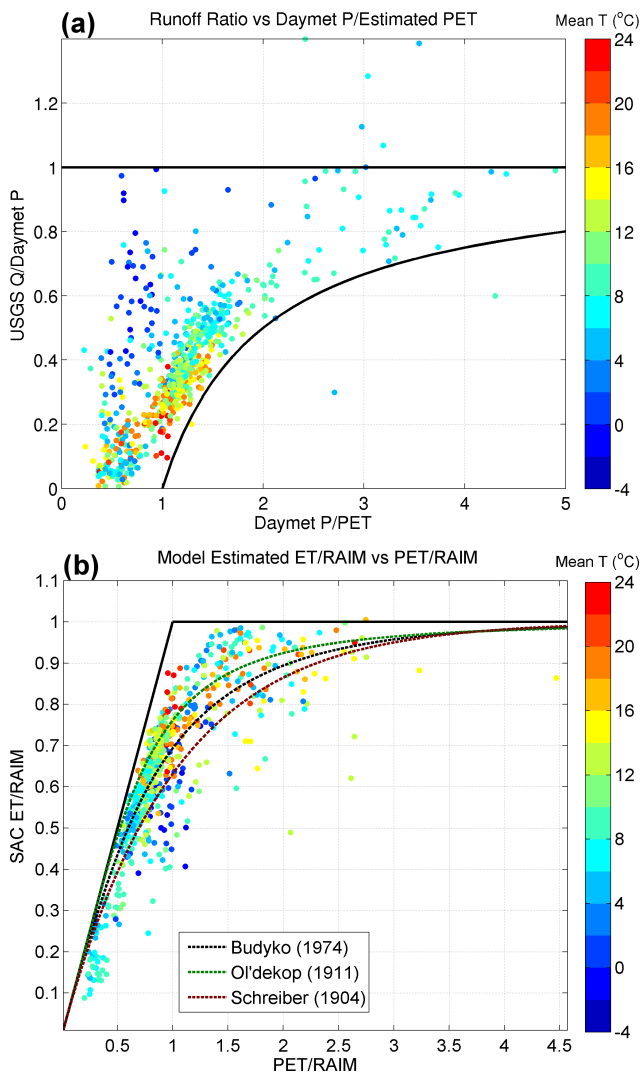 (a)
Runoff Ratio vs Daymet P/Estimated PET
Mean T (°C)
USGS Q/Daymet P
1.2
1
0.8
0.6
0.4
0.2
0
0 1 2 3 4 5
Daymet P/PET
24
20
16
12
8
4
0
-4
(b)
Model Estimated ET/RAIM vs PET/RAIM
Mean T (°C)
SAC ET/RAIM
1.1
1
0.9
0.8
0.7
0.6
0.5
0.4
0.3
0.2
0.1
Budyko (1974)
Ol'dekop (1911)
Schreiber (1904)
0.5 1 1.5 2 2.5 3 3.5 4 4.5
PET/RAIM
24
20
16
12
8
4
0
-4